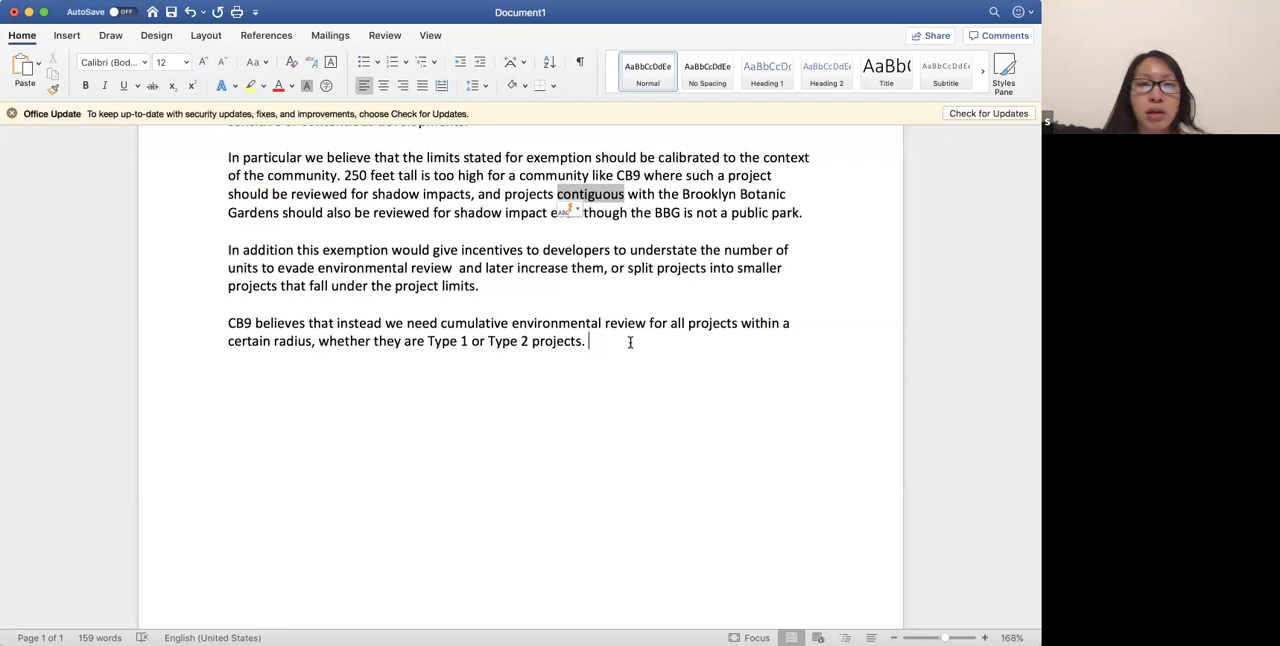 AutoSave OFF
Document1
Home Insert Draw Design Layout References Mailings Review View
Share Comments
Paste
Calibri (Bod... 12
AaBbCcDdEe AaBbCcDdEe AaBbCcDc AaBbCcDdE AaBb( AaBbCcDdEe
Normal No Spacing Heading 1 Heading 2 Title Subtitle
Styles
Pane
Office Update To keep up-to-date with security updates, fixes, and improvements, choose Check for Updates.
Check for Updates
In particular we believe that the limits stated for exemption should be calibrated to the context
of the community. 250 feet tall is too high for a community like CB9 where such a project
should be reviewed for shadow impacts, and projects contiguous with the Brooklyn Botanic
Gardens should also be reviewed for shadow impact though the BBG is not a public park.
In addition this exemption would give incentives to developers to understate the number of
units to evade environmental review and later increase them, or split projects into smaller
projects that fall under the project limits.
CB9 believes that instead we need cumulative environmental review for all projects within a
certain radius, whether they are Type 1 or Type 2 projects.
Page 1 of 1 159 words English (United States)
Focus
168%